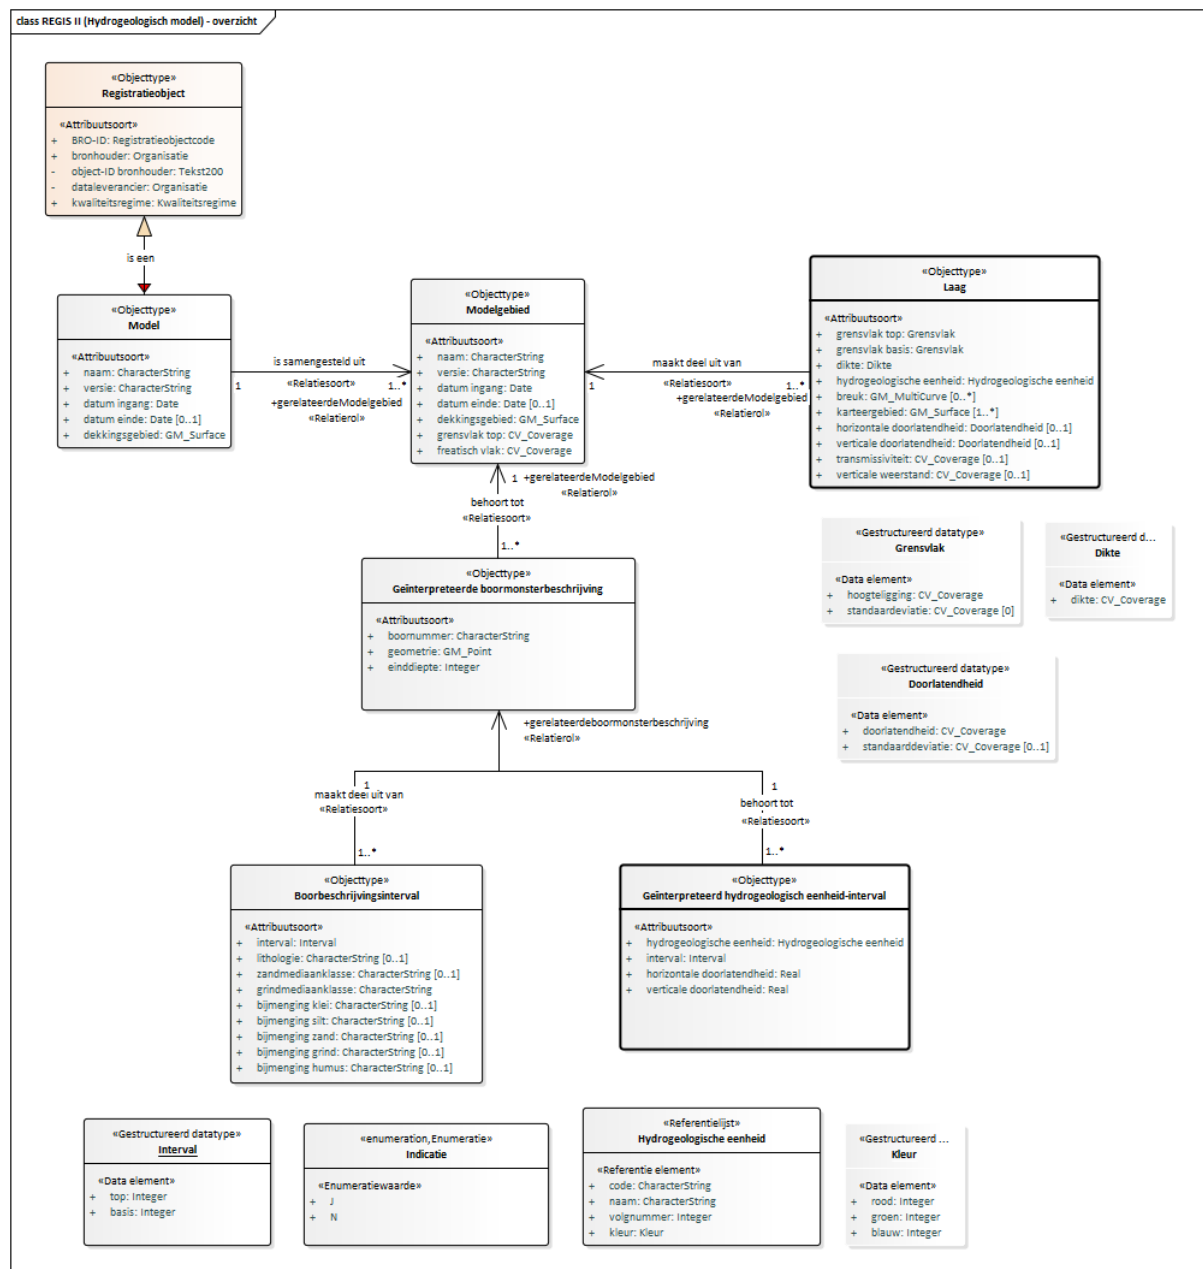 class REGIS II (Hydrogeologisch model) - overzicht
«Objecttype»
Registratieobject
«Attribuutsoort»
+ BRO-ID: Registratieobjectcode
+ bronhouder: Organisatie
- object-ID bronhouder: Tekst200
- dataleverancier: Organisatie
+ kwaliteitsregime: Kwaliteitsregime
is een
«Objecttype»
Model
«Attribuutsoort»
+ naam: CharacterString
+ versie: CharacterString
+ datum ingang: Date
+ datum einde: Date [0..1]
+ dekkingsgebied: GM_Surface
is samengesteld uit
1
«Relatiesoort»
1..*
+gerelateerdeModelgebied
«Relatierol»
«Objecttype»
Modelgebied
«Attribuutsoort»
+ naam: CharacterString
+ versie: CharacterString
+ datum ingang: Date
+ datum einde: Date [0..1]
+ dekkingsgebied: GM_Surface
+ grensvlak top: CV_Coverage
+ freatisch vlak: CV_Coverage
maakt deel uit van
1
«Relatiesoort»
1..*
+gerelateerdeModelgebied
«Relatierol»
«Objecttype»
Laag
«Attribuutsoort»
+ grensvlak top: Grensvlak
+ grensvlak basis: Grensvlak
+ dikte: Dikte
+ hydrogeologische eenheid: Hydrogeologische eenheid
+ breuk: GM_MultiCurve [0..*]
+ karteergebied: GM_Surface [1..*]
+ horizontale doorlatendheid: Doorlatendheid [0..1]
+ verticale doorlatendheid: Doorlatendheid [0..1]
+ transmissiviteit: CV_Coverage [0..1]
+ verticale weerstand: CV_Coverage [0..1]
1 +gerelateerdeModelgebied
«Relatierol»
behoort tot
«Relatiesoort»
1..*
«Objecttype»
Geïnterpreteerde boormonsterbeschrijving
«Attribuutsoort»
+ boornummer: CharacterString
+ geometrie: GM_Point
+ einddiepte: Integer
«Gestructureerd datatype»
Grensvlak
«Data element»
+ hoogteligging: CV_Coverage
+ standaardeviatie: CV_Coverage [0]
«Gestructureerd d...
Dikte
«Data element»
+ dikte: CV_Coverage
«Gestructureerd datatype»
Doorlatendheid
«Data element»
+ doorlatendheid: CV_Coverage
+ standaarddeviatie: CV_Coverage [0..1]
+gerelateerdeboormonsterbeschrijving
«Relatierol»
1
maakt deel uit van
«Relatiesoort»
1..*
1
behoort tot
«Relatiesoort»
1..*
«Objecttype»
Boorbeschrijvingsinterval
«Attribuutsoort»
+ interval: Interval
+ lithologie: CharacterString [0..1]
+ zandmediaanklasse: CharacterString [0..1]
+ grindmediaanklasse: CharacterString
+ bijmenging klei: CharacterString [0..1]
+ bijmenging silt: CharacterString [0..1]
+ bijmenging zand: CharacterString [0..1]
+ bijmenging grind: CharacterString [0..1]
+ bijmenging humus: CharacterString [0..1]
«Objecttype»
Geïnterpreteerd hydrogeologisch eenheid-interval
«Attribuutsoort»
+ hydrogeologische eenheid: Hydrogeologische eenheid
+ interval: Interval
+ horizontale doorlatendheid: Real
+ verticale doorlatendheid: Real
«Gestructureerd datatype»
Interval
«Data element»
+ top: Integer
+ basis: Integer
«enumeration,Enumeratie»
Indicatie
«Enumeratiewaarde»
+ J
+ N
«Referentielijst»
Hydrogeologische eenheid
«Referentie element»
+ code: CharacterString
+ naam: CharacterString
+ volgnummer: Integer
+ kleur: Kleur
«Gestructureerd ...
Kleur
«Data element»
+ rood: Integer
+ groen: Integer
+ blauw: Integer